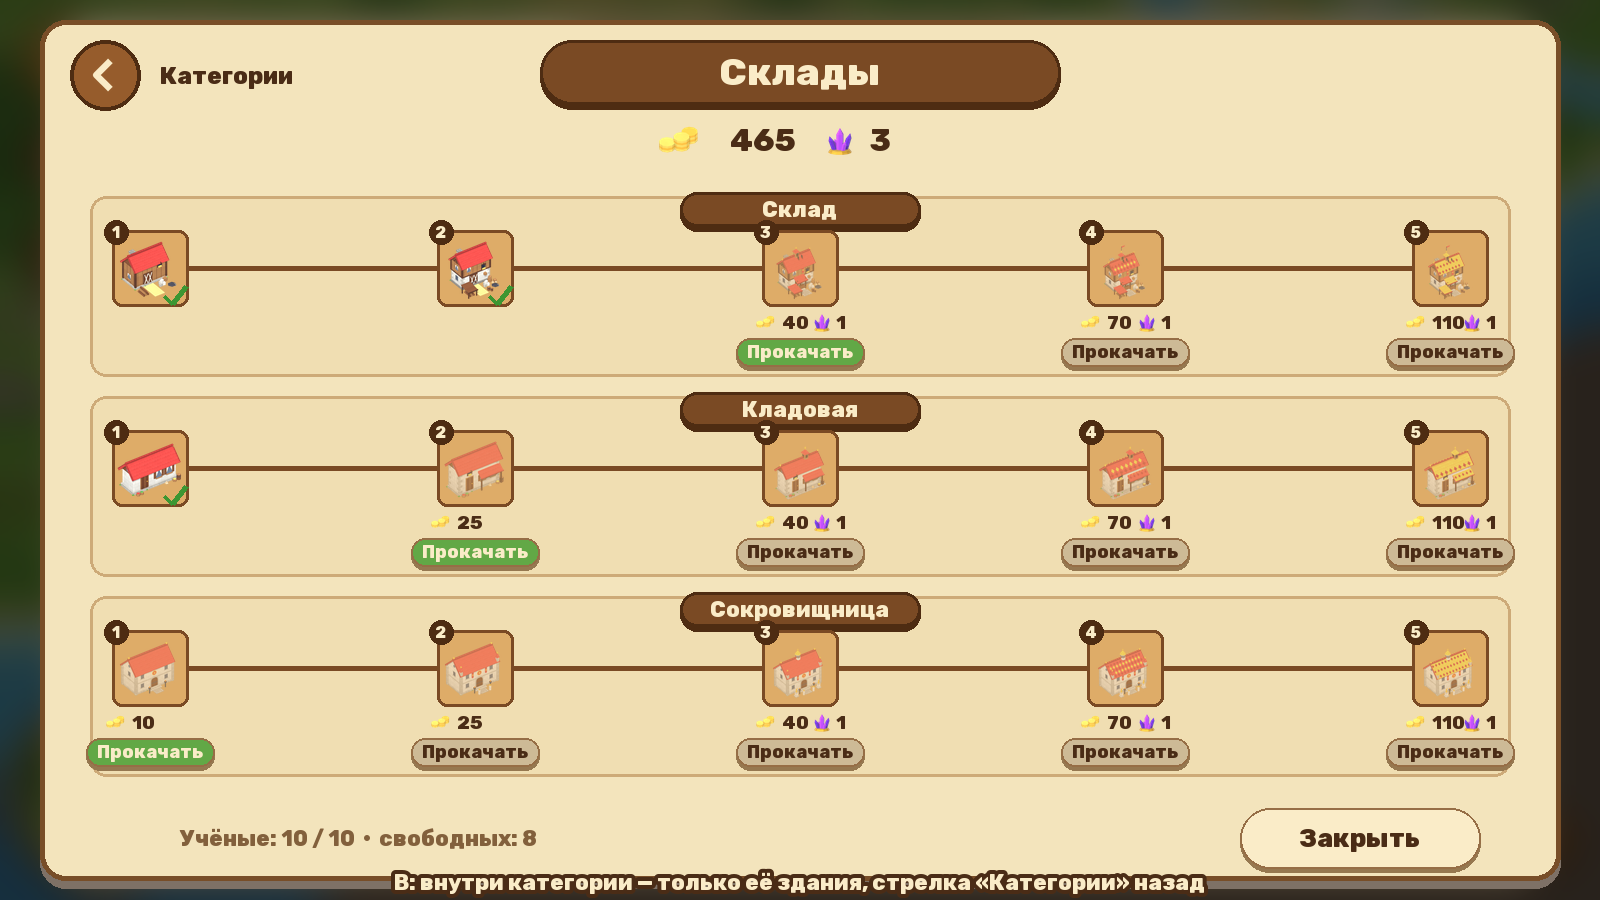 Категории
Склады
465 3
Склад
1 2 3 4 5
40 1 70 1 110 1
Прокачать Прокачать Прокачать
Кладовая
1 2 3 4 5
25 40 1 70 1 110 1
Прокачать Прокачать Прокачать Прокачать
Сокровищница
1 2 3 4 5
10 25 40 1 70 1 110 1
Прокачать Прокачать Прокачать Прокачать Прокачать
Учёные: 10 / 10 • свободных: 8
Закрыть
В: внутри категории — только её здания, стрелка «Категории» назад